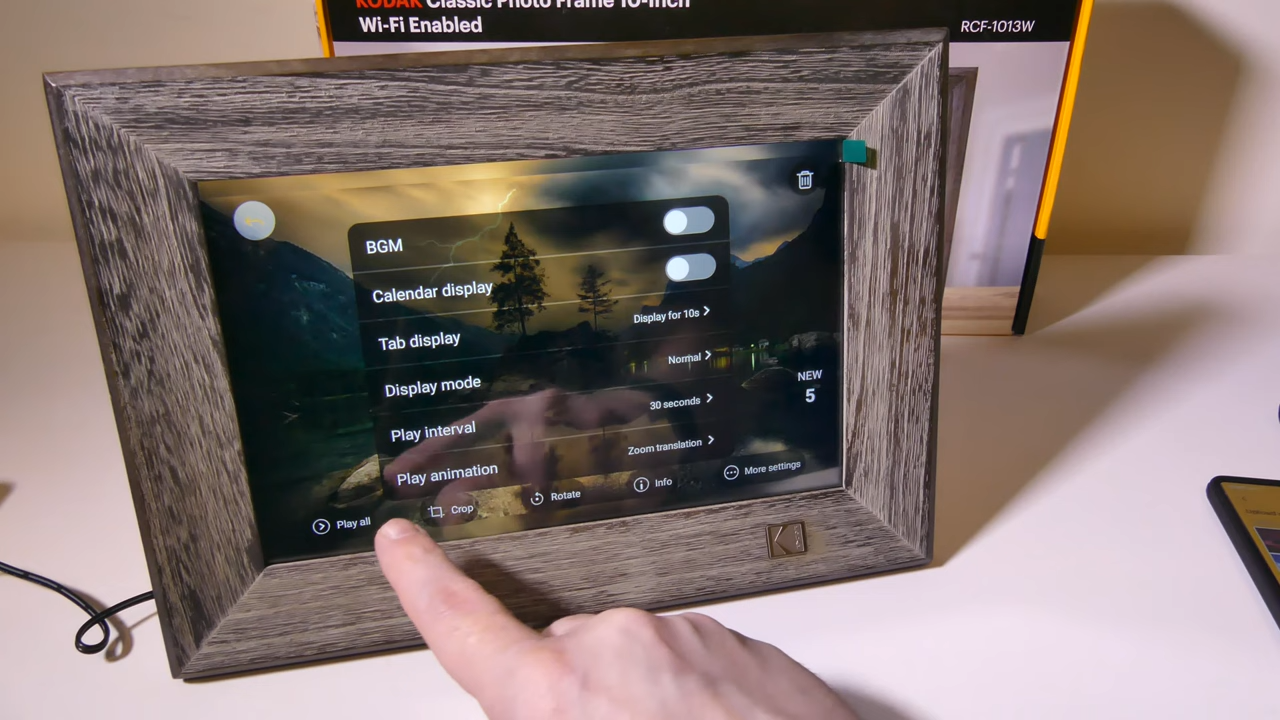 KODAK Classic Photo Frame 10-Inch
Wi-Fi Enabled
RCF-1013W
BGM
Calendar display
Tab display
Display for 10s
Display mode
Normal
Play interval
30 seconds
Play animation
Zoom translation
NEW
5
Play all
Crop
Rotate
Info
More settings